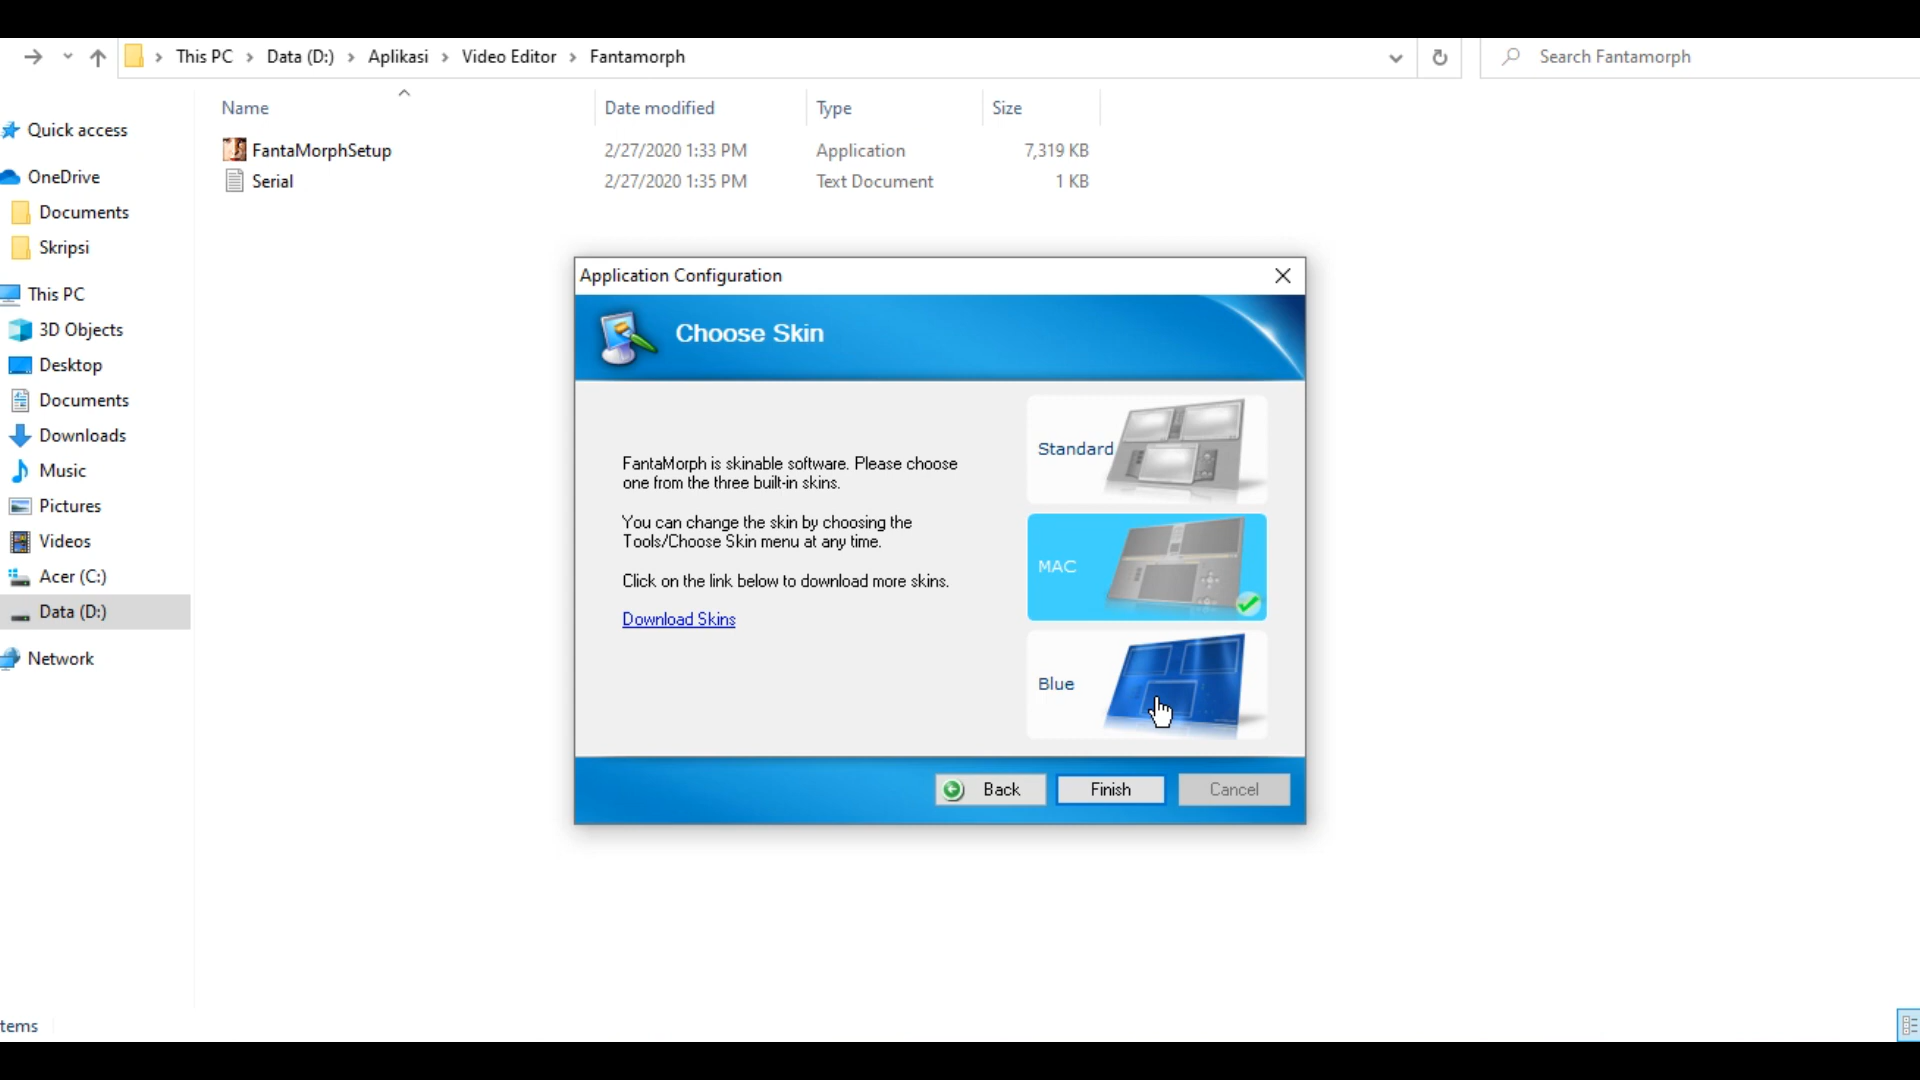 This PC > Data (D:) > Aplikasi > Video Editor > Fantamorph
Search Fantamorph
Name Date modified Type Size
FantaMorphSetup 2/27/2020 1:33 PM Application 7,319 KB
Serial 2/27/2020 1:35 PM Text Document 1 KB
Quick access
OneDrive
Documents
Skripsi
This PC
3D Objects
Desktop
Documents
Downloads
Music
Pictures
Videos
Acer (C:)
Data (D:)
Network
tems
Application Configuration
Choose Skin
FantaMorph is skinable software. Please choose
one from the three built-in skins.
You can change the skin by choosing the
Tools/Choose Skin menu at any time.
Click on the link below to download more skins.
Download Skins
Standard
MAC
Blue
Back Finish Cancel